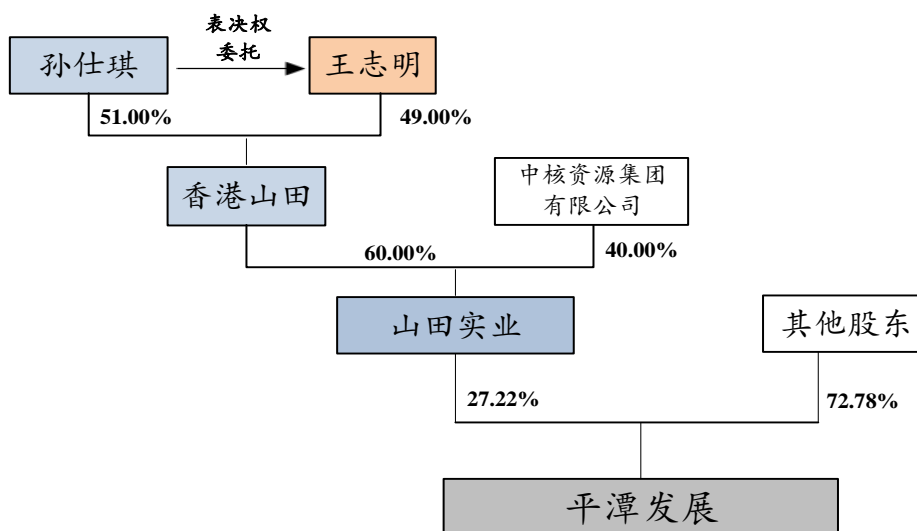 表决权
委托
孙仕琪
王志明
51.00%
49.00%
香港山田
中核资源集团
有限公司
60.00%
40.00%
山田实业
其他股东
27.22%
72.78%
平潭发展